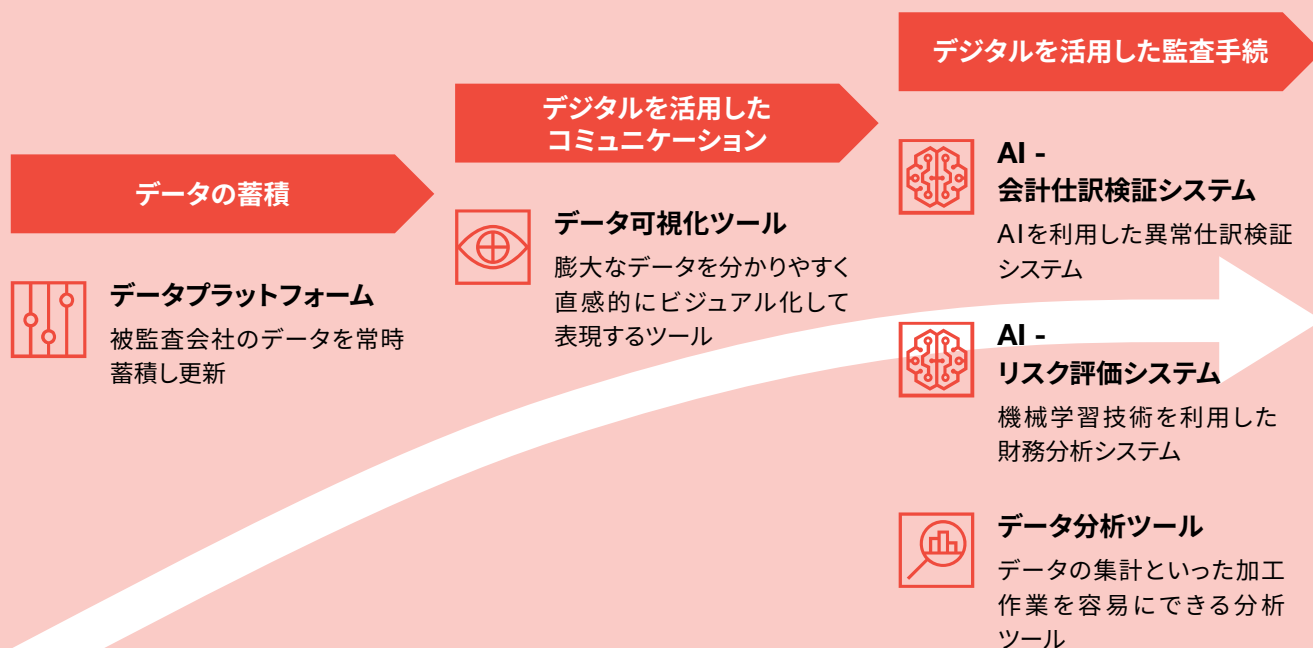 データの蓄積
データプラットフォーム
被監査会社のデータを常時
蓄積し更新
デジタルを活用した
コミュニケーション
データ可視化ツール
膨大なデータを分かりやすく
直感的にビジュアル化して
表現するツール
デジタルを活用した監査手続
AI -
会計仕訳検証システム
AIを利用した異常仕訳検証
システム
AI -
リスク評価システム
機械学習技術を利用した
財務分析システム
データ分析ツール
データの集計といった加工
作業を容易にできる分析
ツール